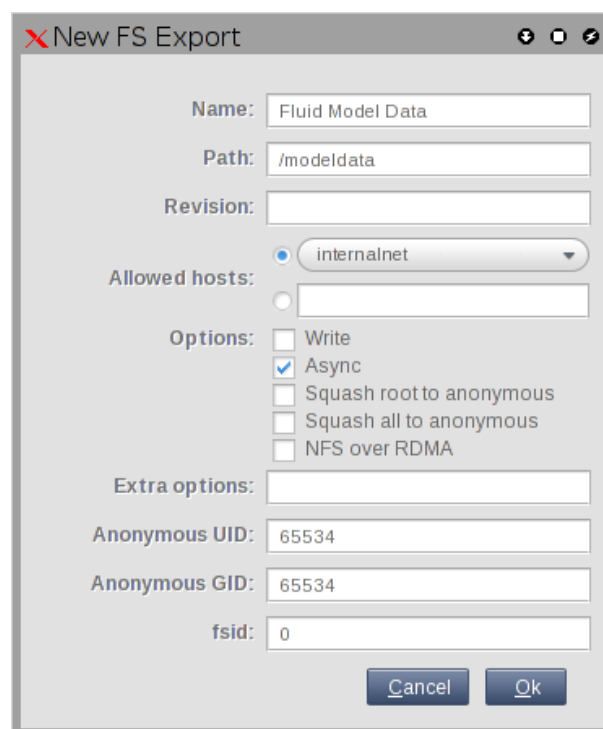 New FS Export
Name: Fluid Model Data
Path: /modeldata
Revision:
Allowed hosts: internalnet
Options: Write
Async
Squash root to anonymous
Squash all to anonymous
NFS over RDMA
Extra options:
Anonymous UID: 65534
Anonymous GID: 65534
fsid: 0
Cancel Ok